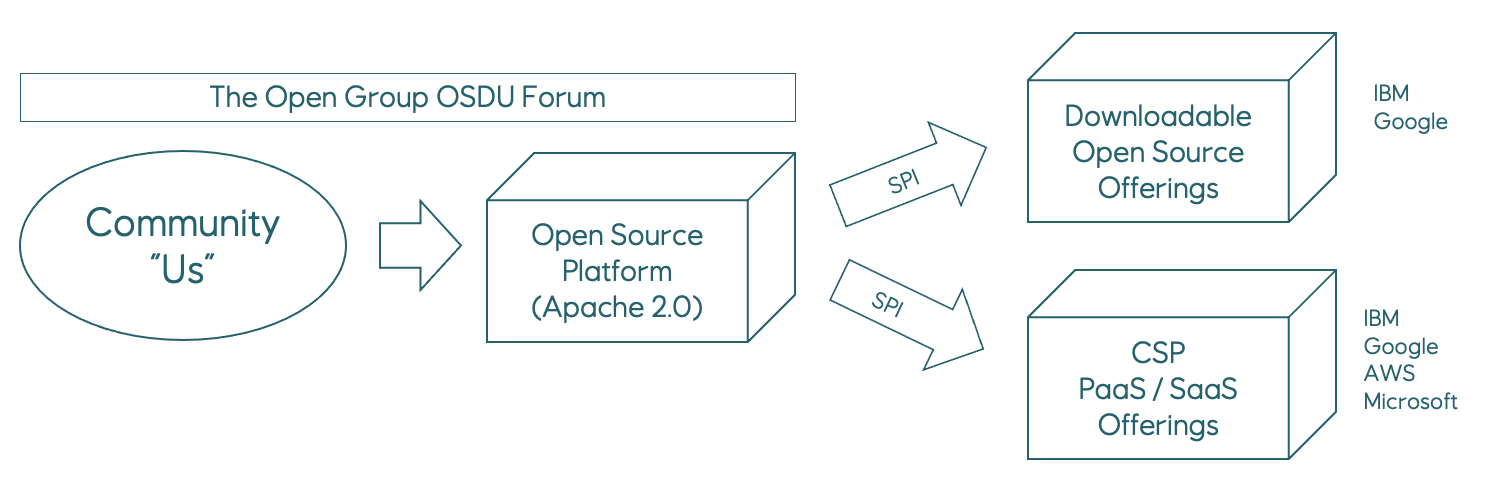 The Open Group OSDU Forum
Community
"Us"
Open Source
Platform
(Apache 2.0)
SPI
SPI
Downloadable
Open Source
Offerings
IBM
Google
CSP
PaaS / SaaS
Offerings
IBM
Google
AWS
Microsoft